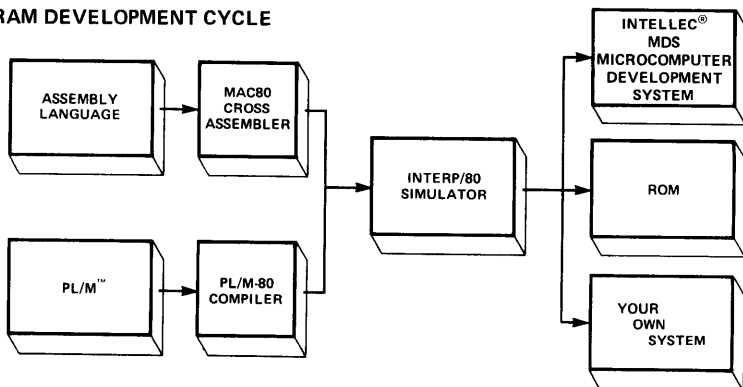 RAM DEVELOPMENT CYCLE
ASSEMBLY
LANGUAGE
MAC80
CROSS
ASSEMBLER
PL/M™
PL/M-80
COMPILER
INTERP/80
SIMULATOR
INTELLEC®
MDS
MICROCOMPUTER
DEVELOPMENT
SYSTEM
ROM
YOUR
OWN
SYSTEM